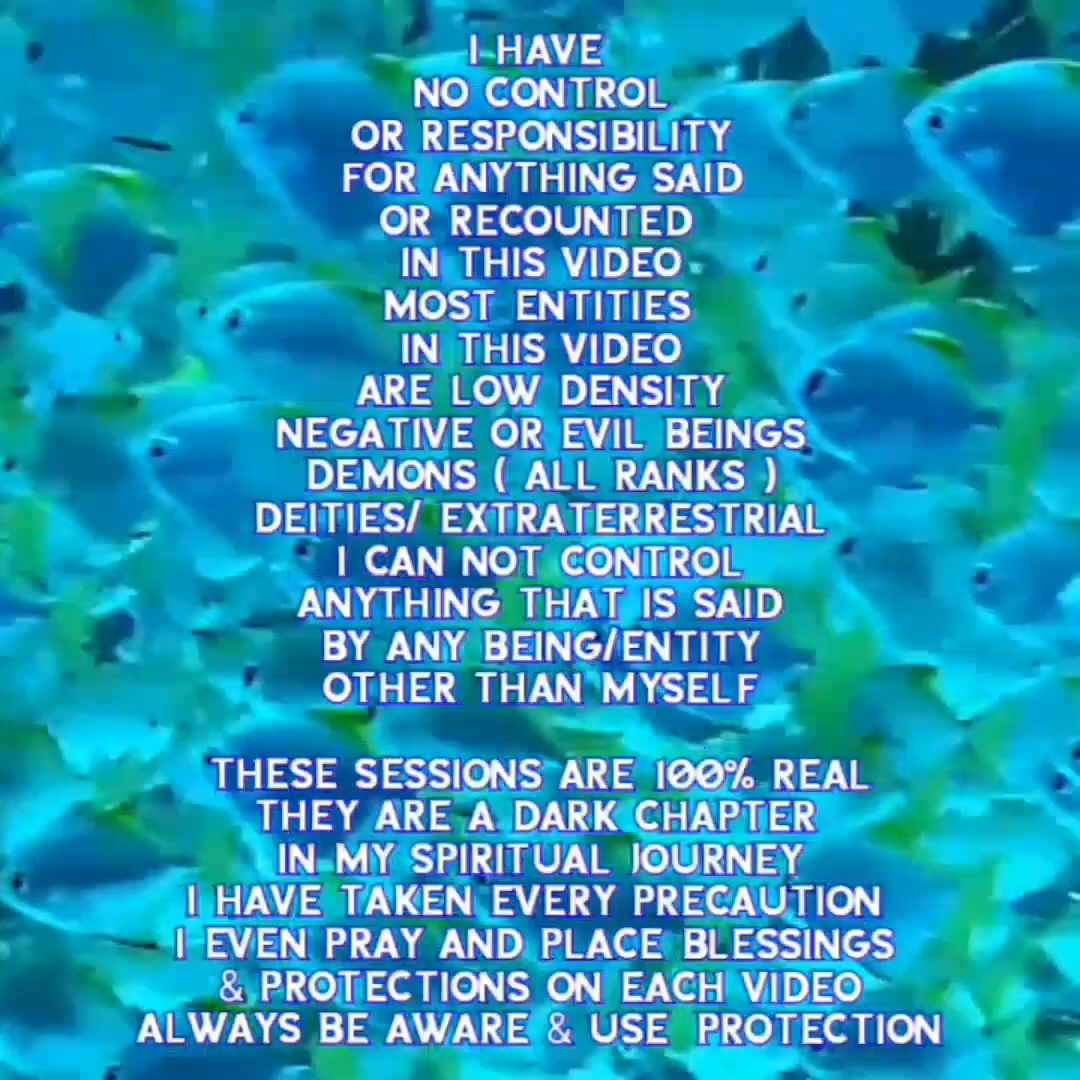 I HAVE
NO CONTROL
OR RESPONSIBILITY
FOR ANYTHING SAID
OR RECOUNTED
IN THIS VIDEO
MOST ENTITIES
IN THIS VIDEO
ARE LOW DENSITY
NEGATIVE OR EVIL BEINGS
DEMONS ( ALL RANKS )
DEITIES/ EXTRATERRESTRIAL
I CAN NOT CONTROL
ANYTHING THAT IS SAID
BY ANY BEING/ENTITY
OTHER THAN MYSELF
THESE SESSIONS ARE 100% REAL
THEY ARE A DARK CHAPTER
IN MY SPIRITUAL JOURNEY
I HAVE TAKEN EVERY PRECAUTION
I EVEN PRAY AND PLACE BLESSINGS
& PROTECTIONS ON EACH VIDEO
ALWAYS BE AWARE & USE PROTECTION